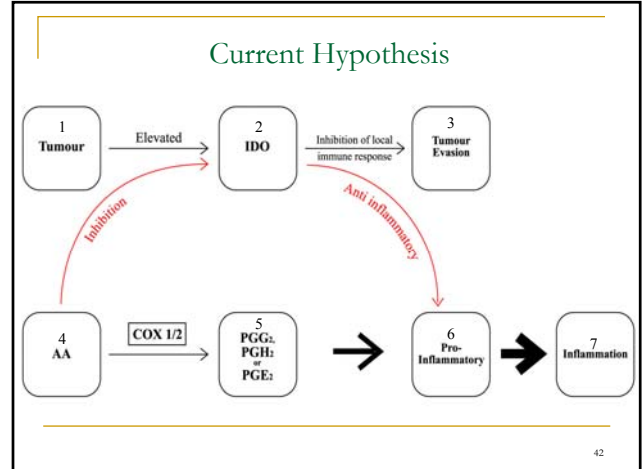 Current Hypothesis
1
Tumour
Elevated
2
IDO
Inhibition of local
immune response
3
Tumour
Evasion
Inhibition
Anti inflammatory
4
AA
COX 1/2
5
PGG2,
PGH2
or
PGE2
6
Pro-
Inflammatory
7
Inflammation
42